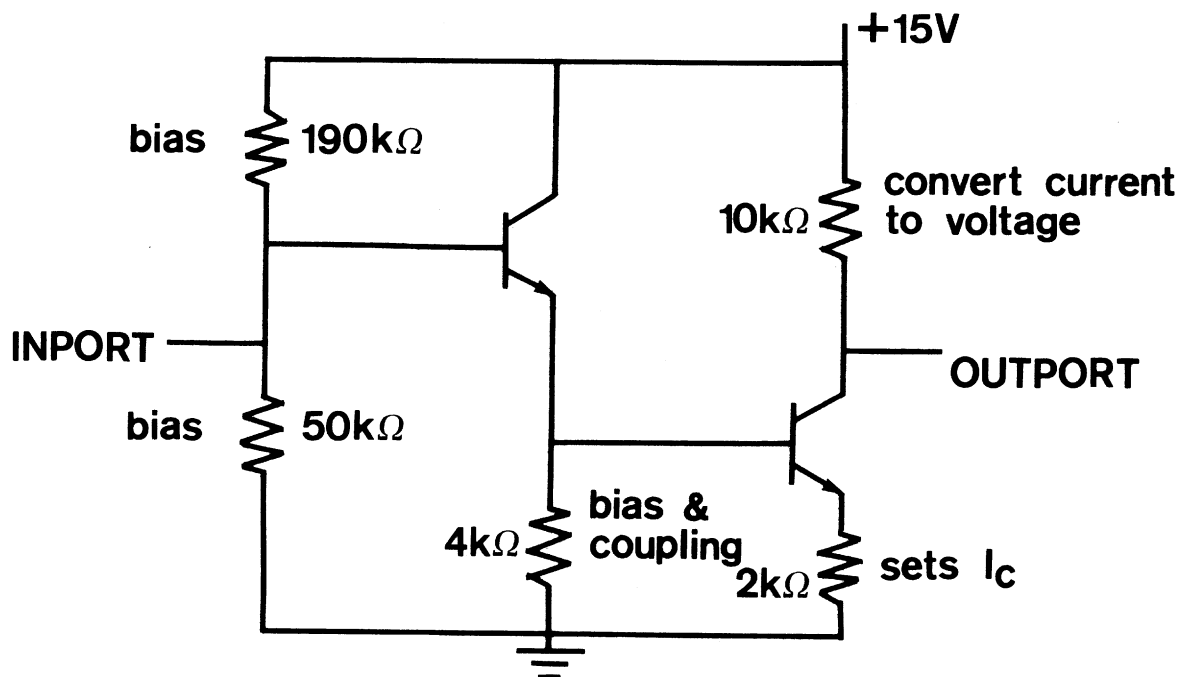 +15V
bias 190kΩ
convert current
to voltage
10kΩ
INPORT
OUTPORT
bias 50kΩ
bias &
coupling
4kΩ
2kΩ
sets IC